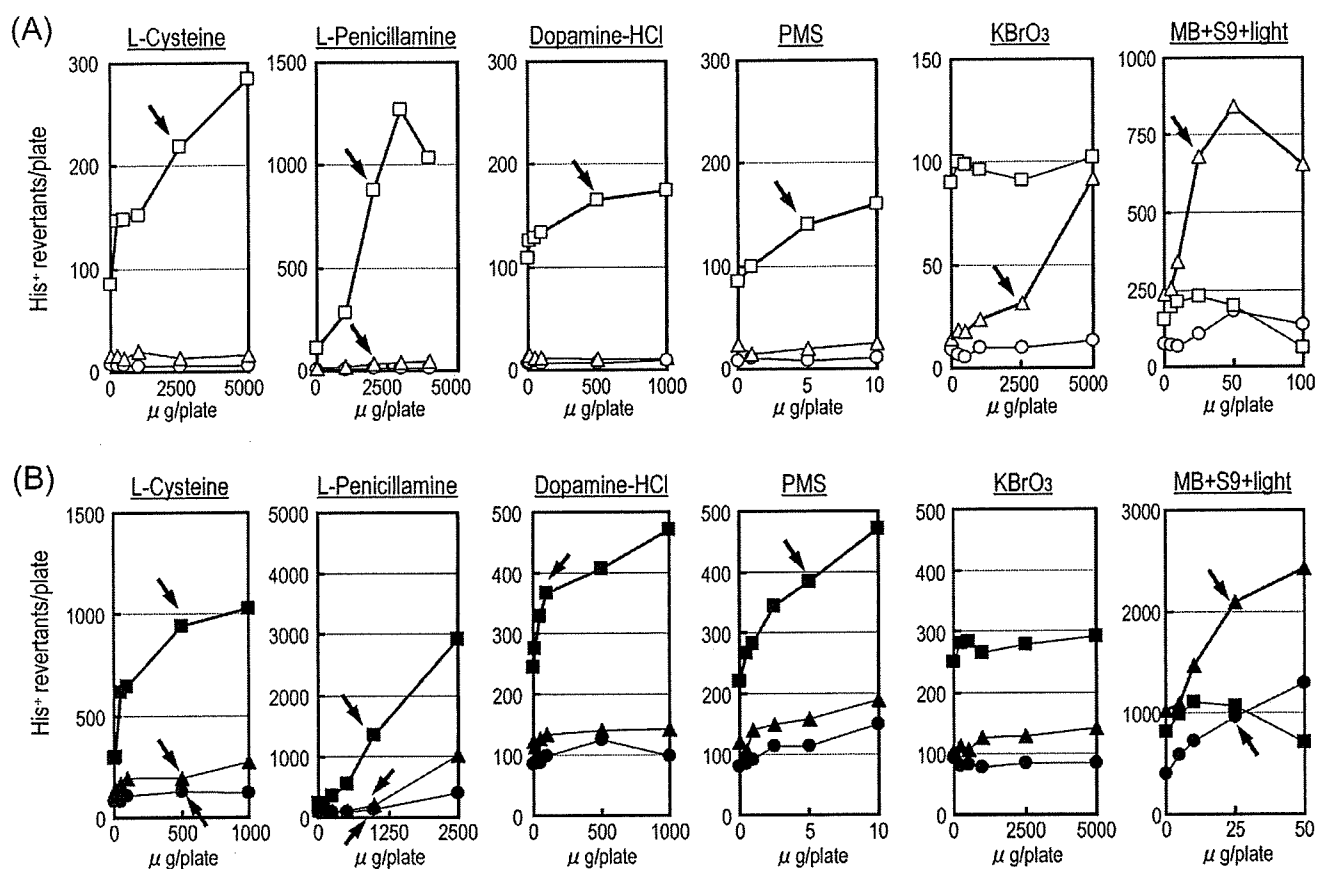 (A)
L-Cysteine L-Penicillamine Dopamine-HCl PMS KBrO3 MB+S9+light
His+ revertants/plate
300 200 100 0
0 2500 5000
μ g/plate
1500 1000 500 0
0 2500 5000
μ g/plate
300 200 100 0
0 500 1000
μ g/plate
300 200 100 0
0 5 10
μ g/plate
150 100 50 0
0 2500 5000
μ g/plate
1000 750 500 250 0
0 50 100
μ g/plate
(B)
L-Cysteine L-Penicillamine Dopamine-HCl PMS KBrO3 MB+S9+light
His+ revertants/plate
1500 1000 500 0
0 500 1000
μ g/plate
5000 4000 3000 2000 1000 0
0 1250 2500
μ g/plate
500 400 300 200 100 0
0 500 1000
μ g/plate
500 400 300 200 100 0
0 5 10
μ g/plate
500 400 300 200 100 0
0 2500 5000
μ g/plate
3000 2000 1000 0
0 25 50
μ g/plate